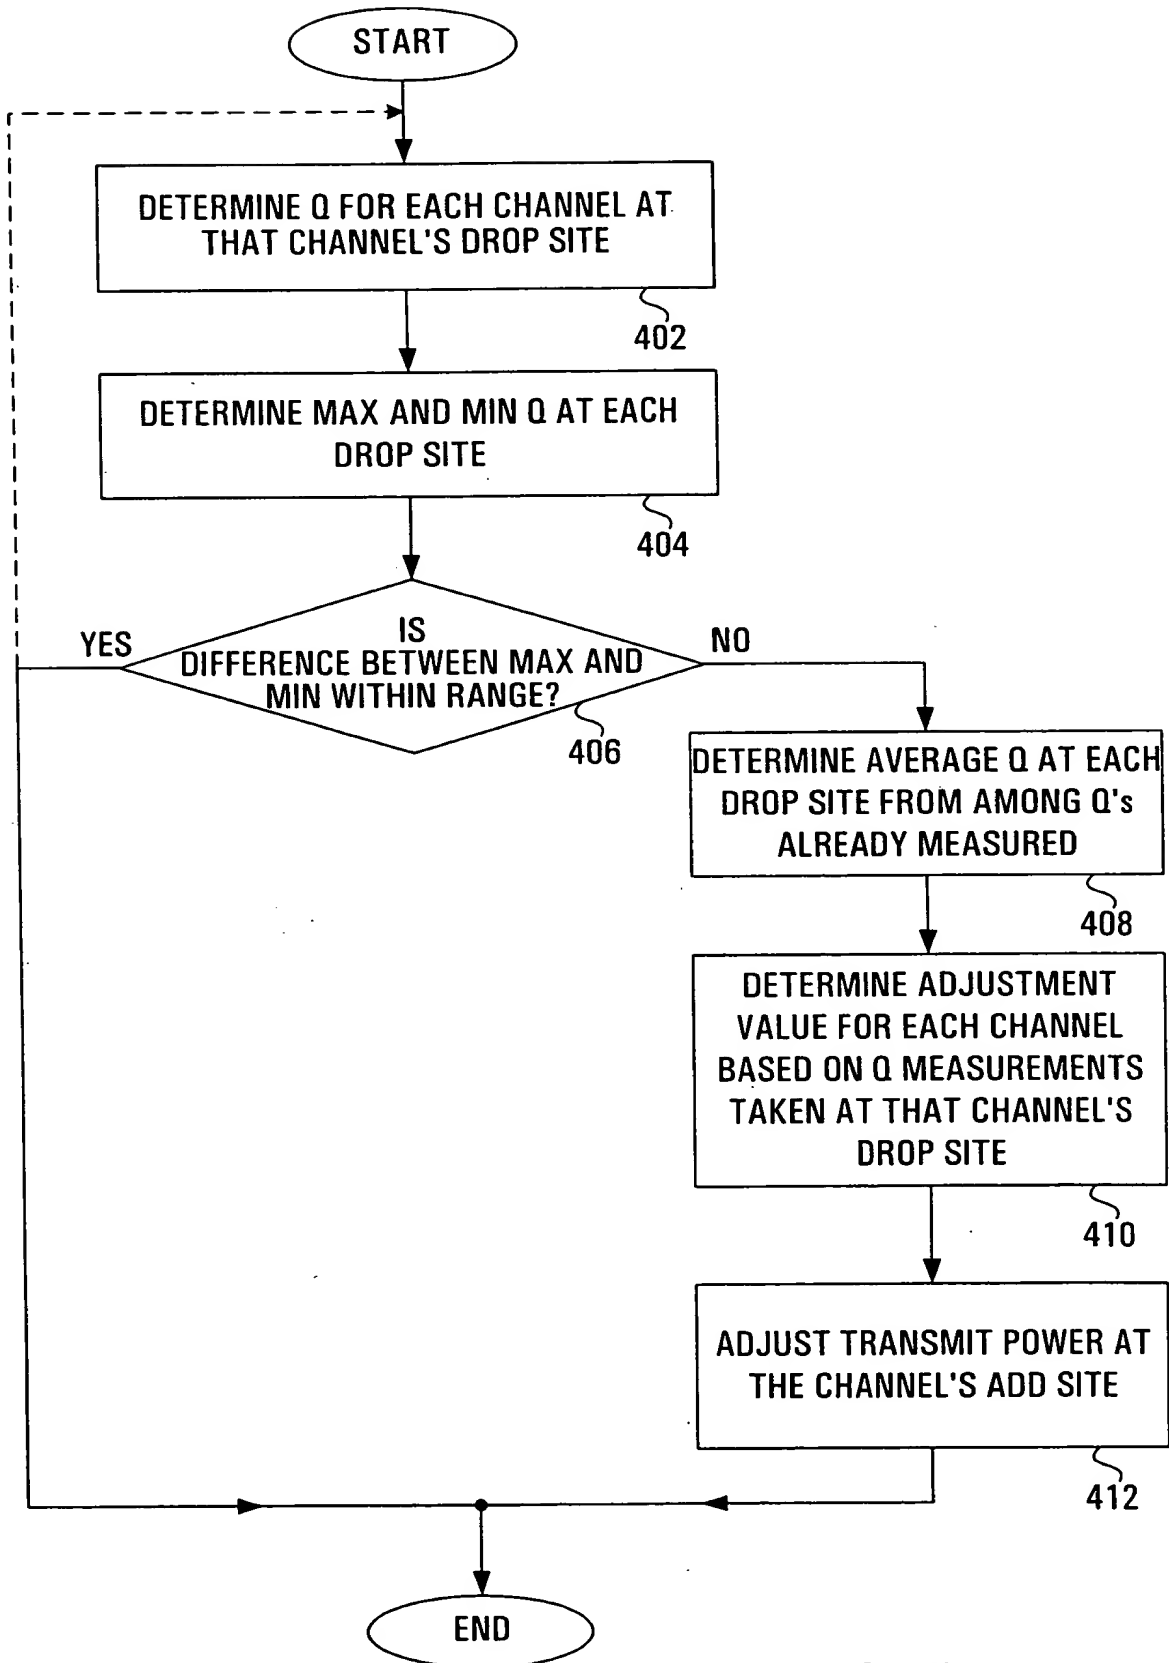 START
DETERMINE Q FOR EACH CHANNEL AT
THAT CHANNEL'S DROP SITE
402
DETERMINE MAX AND MIN Q AT EACH
DROP SITE
404
YES
IS
DIFFERENCE BETWEEN MAX AND
MIN WITHIN RANGE?
NO
406
DETERMINE AVERAGE Q AT EACH
DROP SITE FROM AMONG Q's
ALREADY MEASURED
408
DETERMINE ADJUSTMENT
VALUE FOR EACH CHANNEL
BASED ON Q MEASUREMENTS
TAKEN AT THAT CHANNEL'S
DROP SITE
410
ADJUST TRANSMIT POWER AT
THE CHANNEL'S ADD SITE
412
END